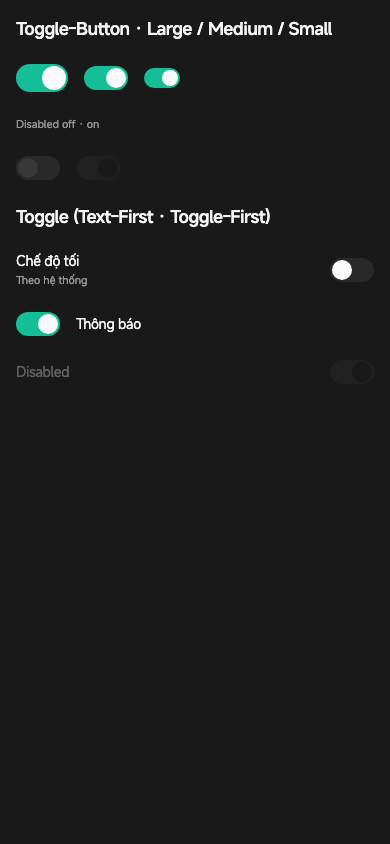 Toggle-Button · Large / Medium / Small
Disabled off · on
Toggle (Text-First · Toggle-First)
Chế độ tối
Theo hệ thống
Thông báo
Disabled